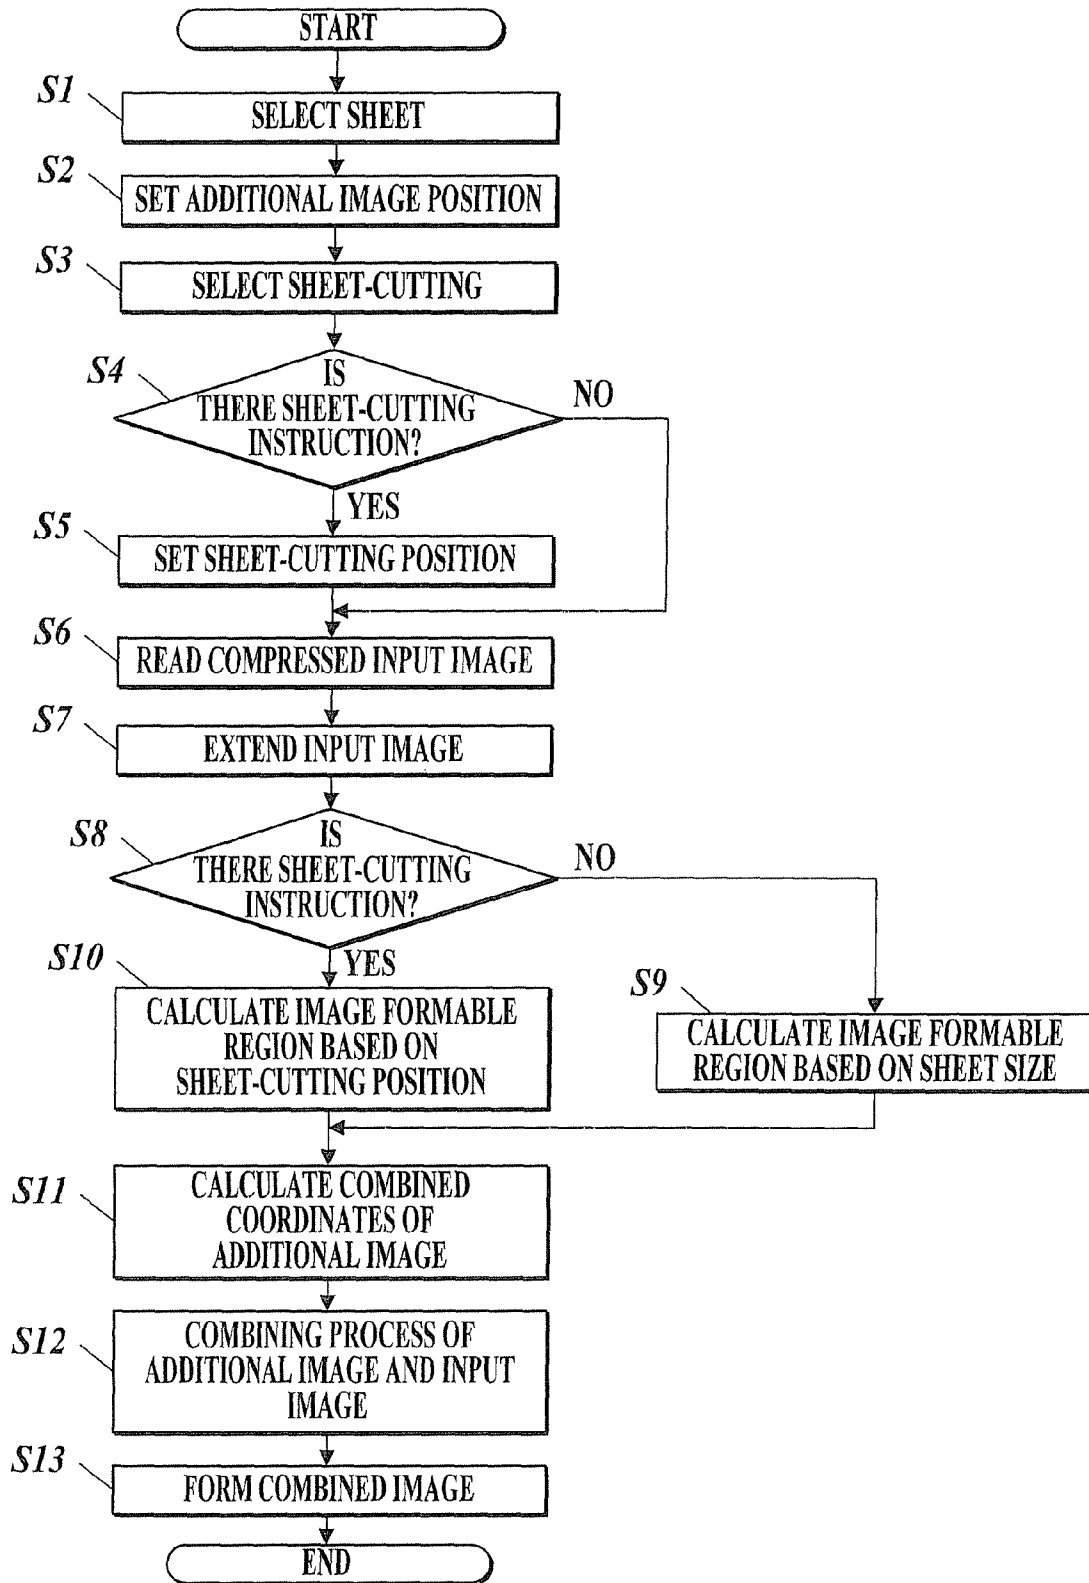 START
S1
SELECT SHEET
S2
SET ADDITIONAL IMAGE POSITION
S3
SELECT SHEET-CUTTING
S4
IS
THERE SHEET-CUTTING
INSTRUCTION?
NO
YES
S5
SET SHEET-CUTTING POSITION
S6
READ COMPRESSED INPUT IMAGE
S7
EXTEND INPUT IMAGE
S8
IS
THERE SHEET-CUTTING
INSTRUCTION?
NO
YES
S10
CALCULATE IMAGE FORMABLE
REGION BASED ON
SHEET-CUTTING POSITION
S9
CALCULATE IMAGE FORMABLE
REGION BASED ON SHEET SIZE
S11
CALCULATE COMBINED
COORDINATES OF
ADDITIONAL IMAGE
S12
COMBINING PROCESS OF
ADDITIONAL IMAGE AND INPUT
IMAGE
S13
FORM COMBINED IMAGE
END